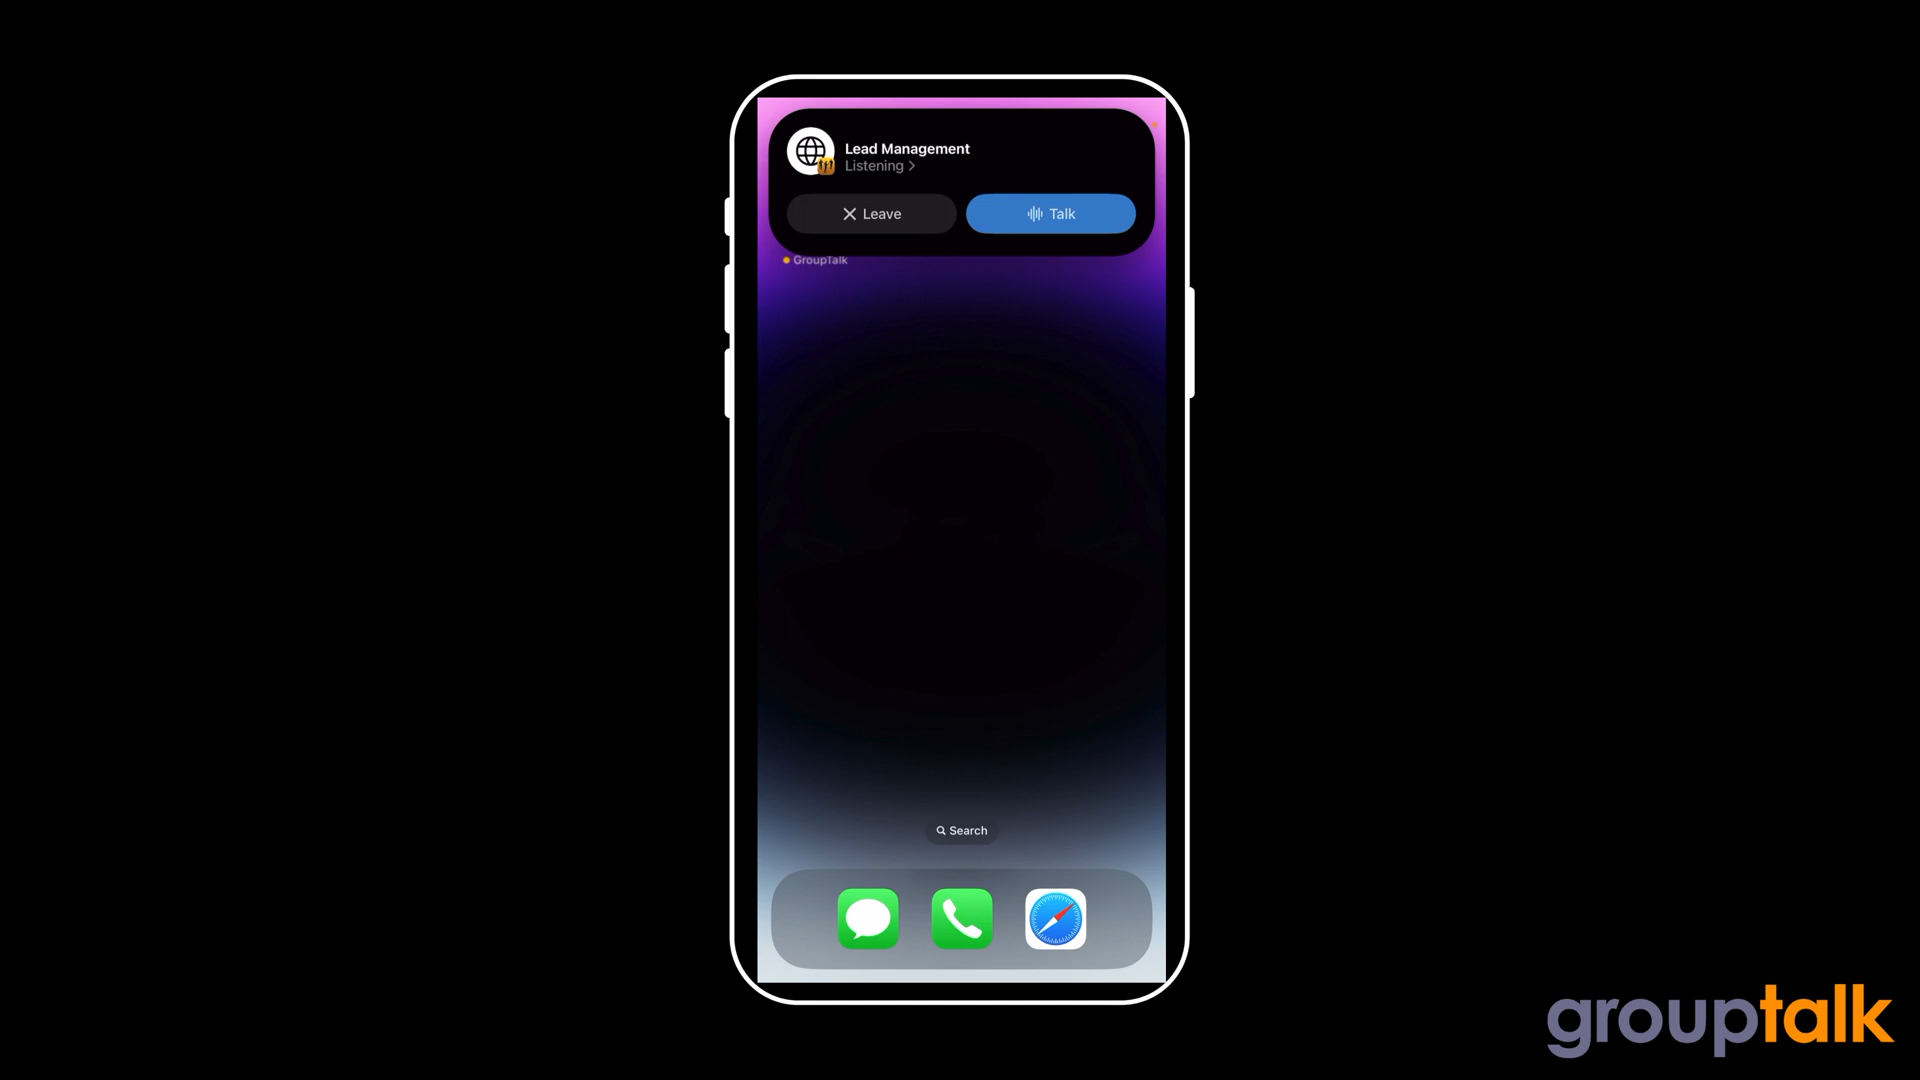 Lead Management
Listening >
Leave
Talk
GroupTalk
Search
grouptalk